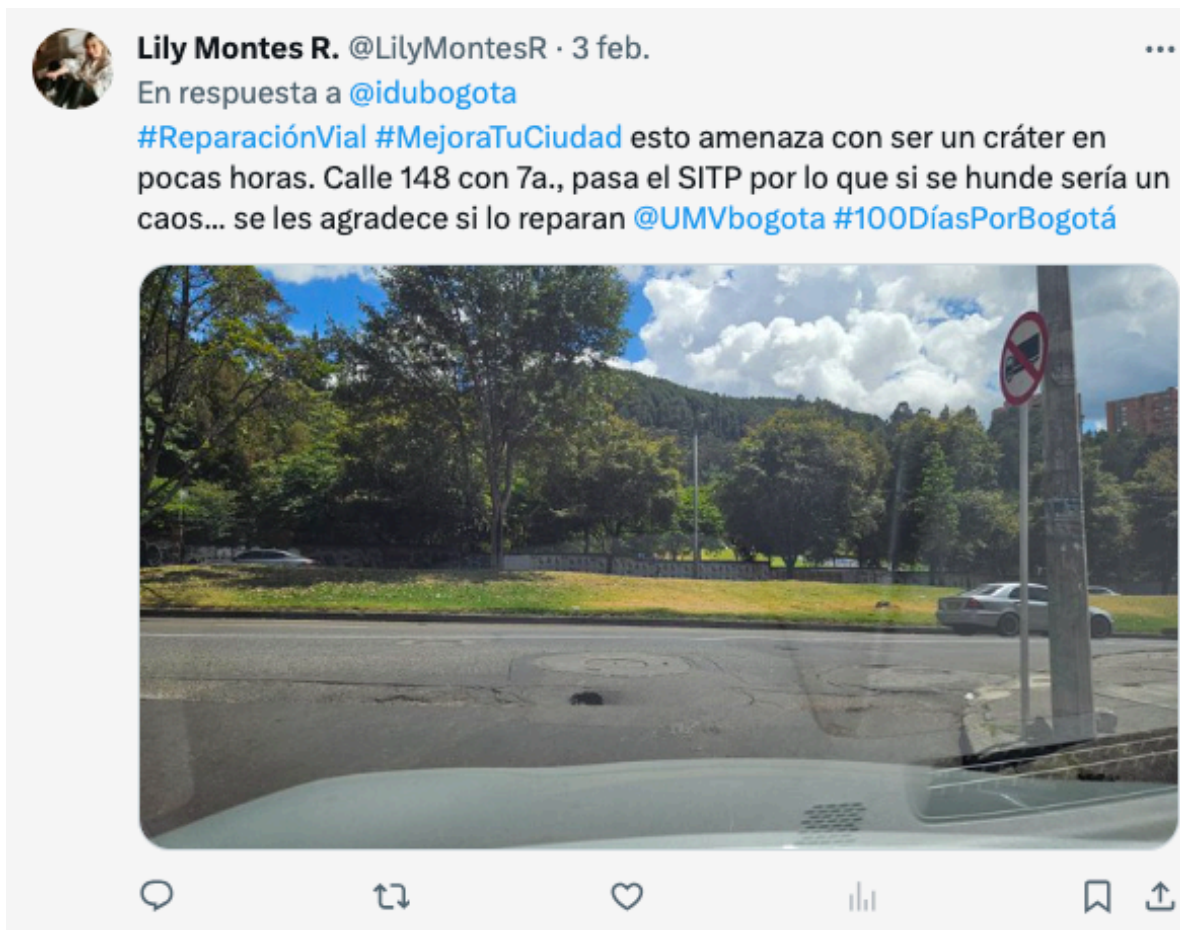 Lily Montes R. @LilyMontesR · 3 feb.
En respuesta a @idubogota
#ReparaciónVial #MejoraTuCiudad esto amenaza con ser un cráter en
pocas horas. Calle 148 con 7a., pasa el SITP por lo que si se hunde sería un
caos... se les agradece si lo reparan @UMVbogota #100DíasPorBogotá